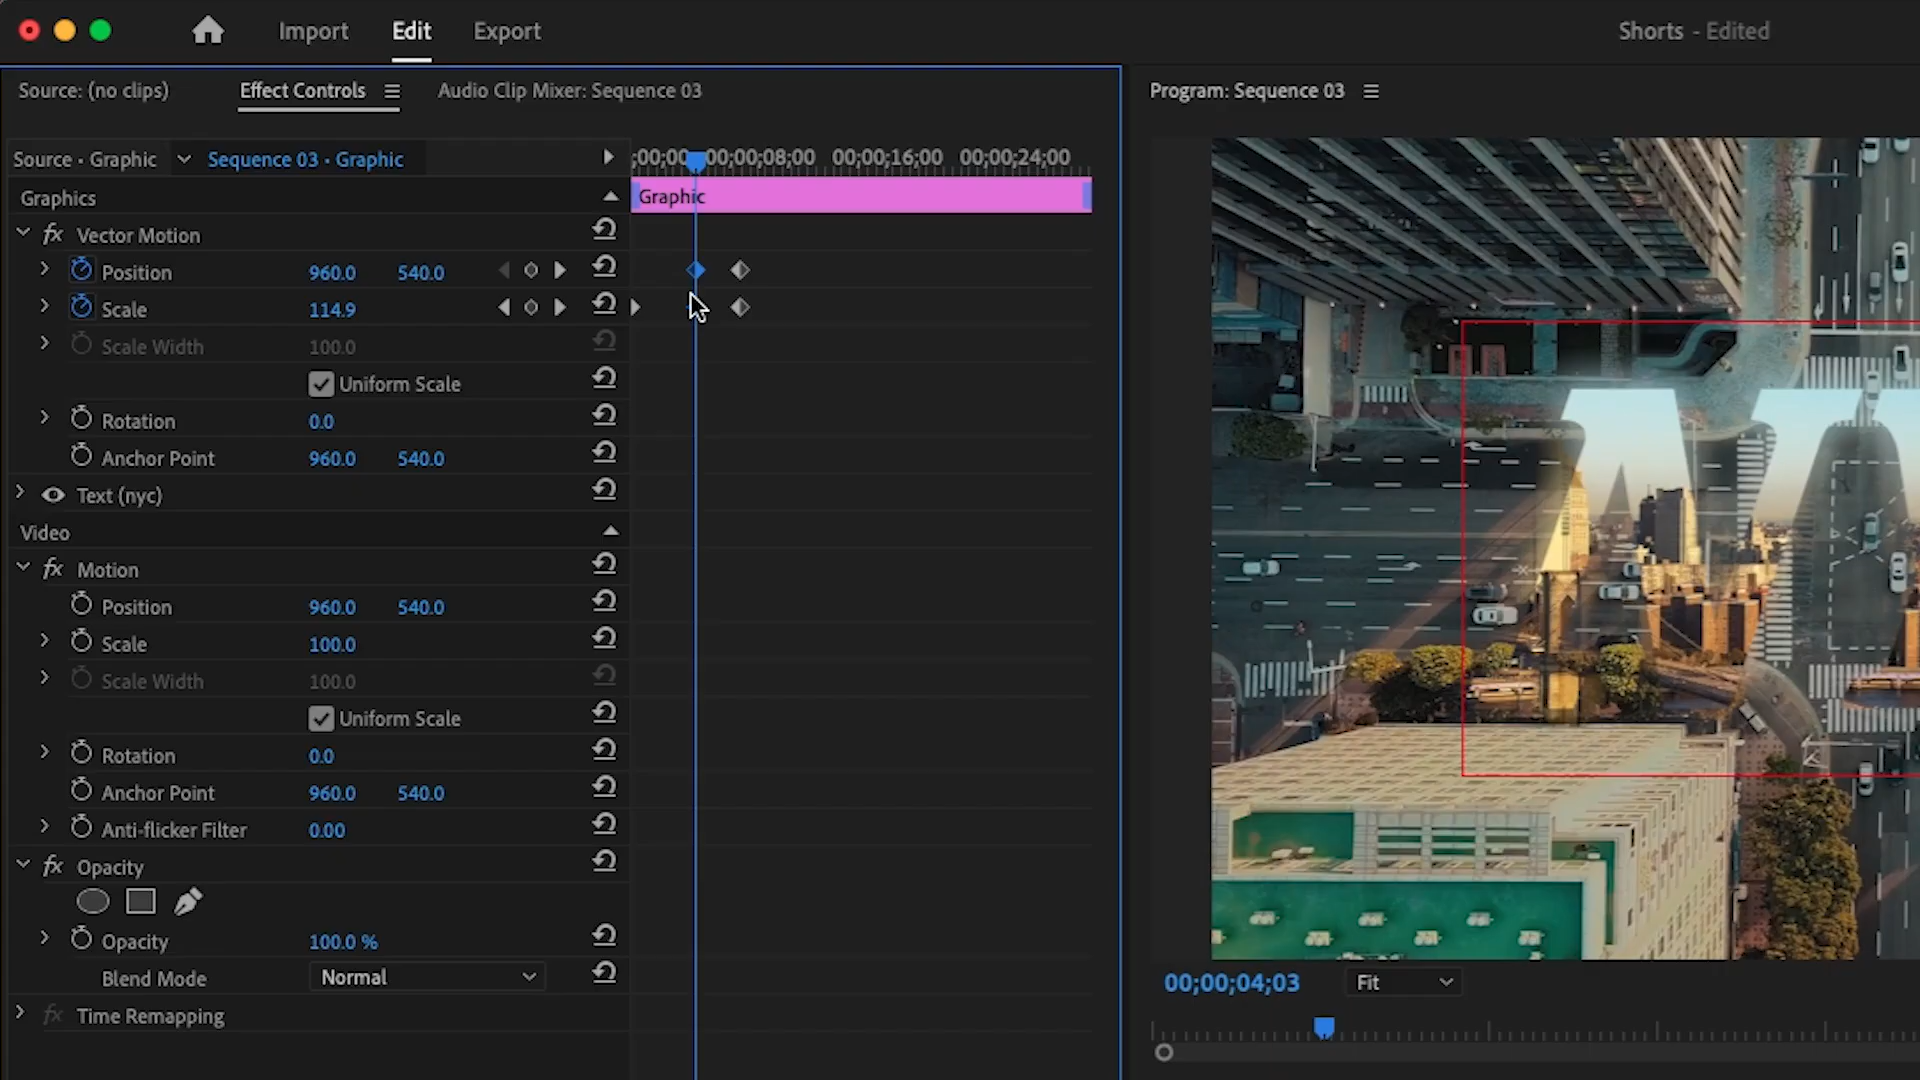 Import Edit Export Shorts - Edited
Source: (no clips) Effect Controls Audio Clip Mixer: Sequence 03 Program: Sequence 03
Source • Graphic Sequence 03 • Graphic ;00;00 00;00;08;00 00;00;16;00 00;00;24;00
Graphics Graphic
fx Vector Motion
Position 960.0 540.0
Scale 114.9
Scale Width 100.0
Uniform Scale
Rotation 0.0
Anchor Point 960.0 540.0
Text (nyc)
Video
fx Motion
Position 960.0 540.0
Scale 100.0
Scale Width 100.0
Uniform Scale
Rotation 0.0
Anchor Point 960.0 540.0
Anti-flicker Filter 0.00
fx Opacity
Opacity 100.0 %
Blend Mode Normal
00;00;04;03 Fit
fx Time Remapping